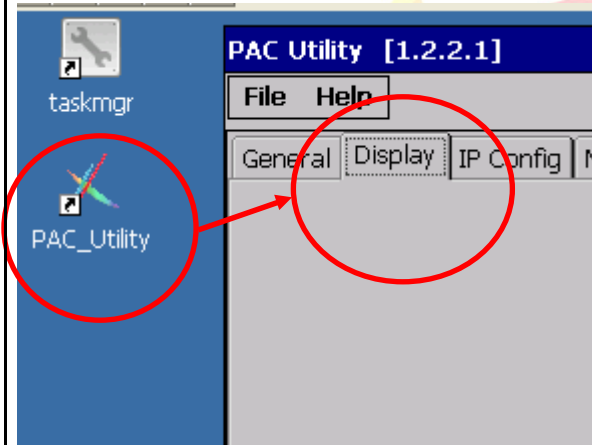 taskmgr
PAC_Utility
PAC Utility [1.2.2.1]
File Help
General Display IP Config